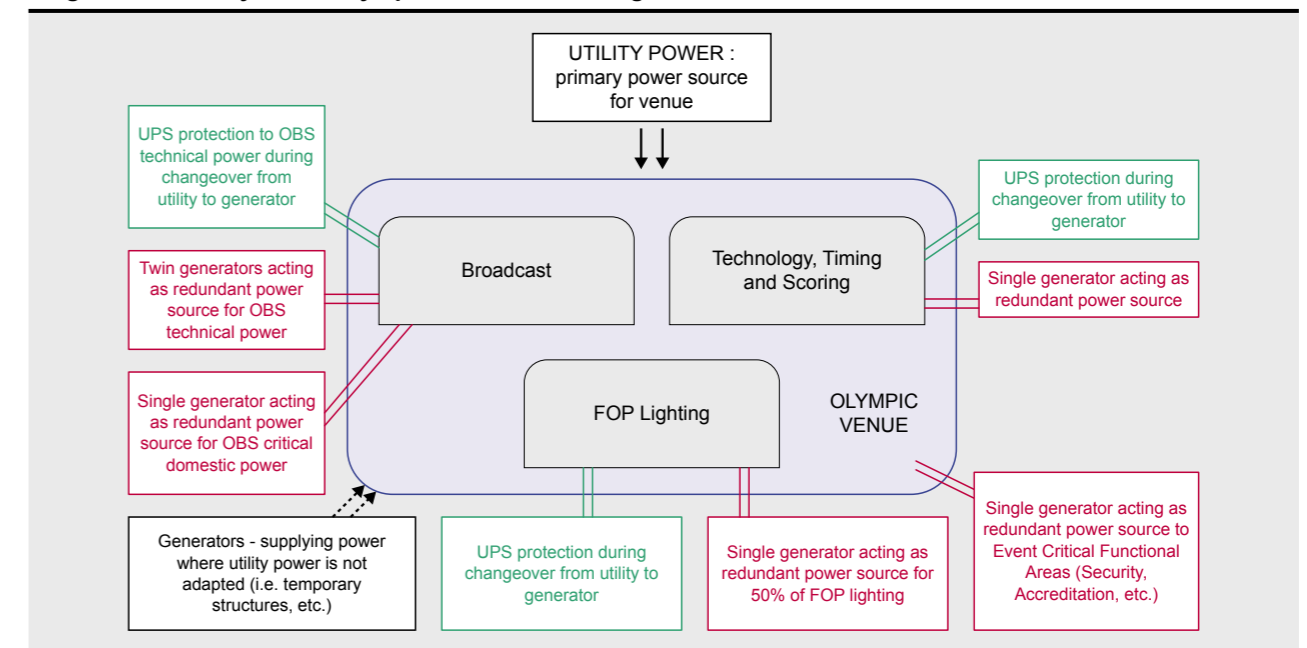 UTILITY POWER :
primary power source
for venue
UPS protection to OBS
technical power during
changeover from
utility to generator
UPS protection during
changeover from utility to
generator
Broadcast
Technology, Timing
and Scoring
Twin generators acting
as redundant power
source for OBS
technical power
Single generator acting as
redundant power source
Single generator acting
as redundant power
source for OBS critical
domestic power
FOP Lighting
OLYMPIC
VENUE
Generators - supplying power
where utility power is not
adapted (i.e. temporary
structures, etc.)
UPS protection during
changeover from utility to
generator
Single generator acting as
redundant power source for
50% of FOP lighting
Single generator acting as
redundant power source to
Event Critical Functional
Areas (Security,
Accreditation, etc.)